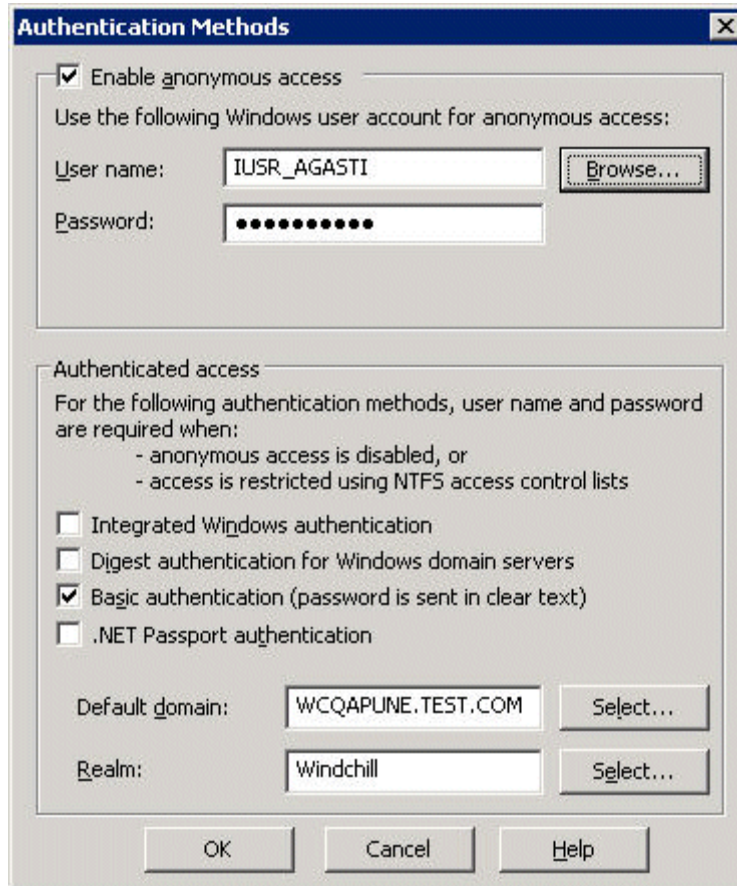 Authentication Methods
Enable anonymous access
Use the following Windows user account for anonymous access:
User name: IUSR_AGASTI Browse...
Password: ●●●●●●●●●●
Authenticated access
For the following authentication methods, user name and password
are required when:
- anonymous access is disabled, or
- access is restricted using NTFS access control lists
Integrated Windows authentication
Digest authentication for Windows domain servers
Basic authentication (password is sent in clear text)
.NET Passport authentication
Default domain: WCQAPUNE.TEST.COM Select...
Realm: Windchill Select...
OK Cancel Help